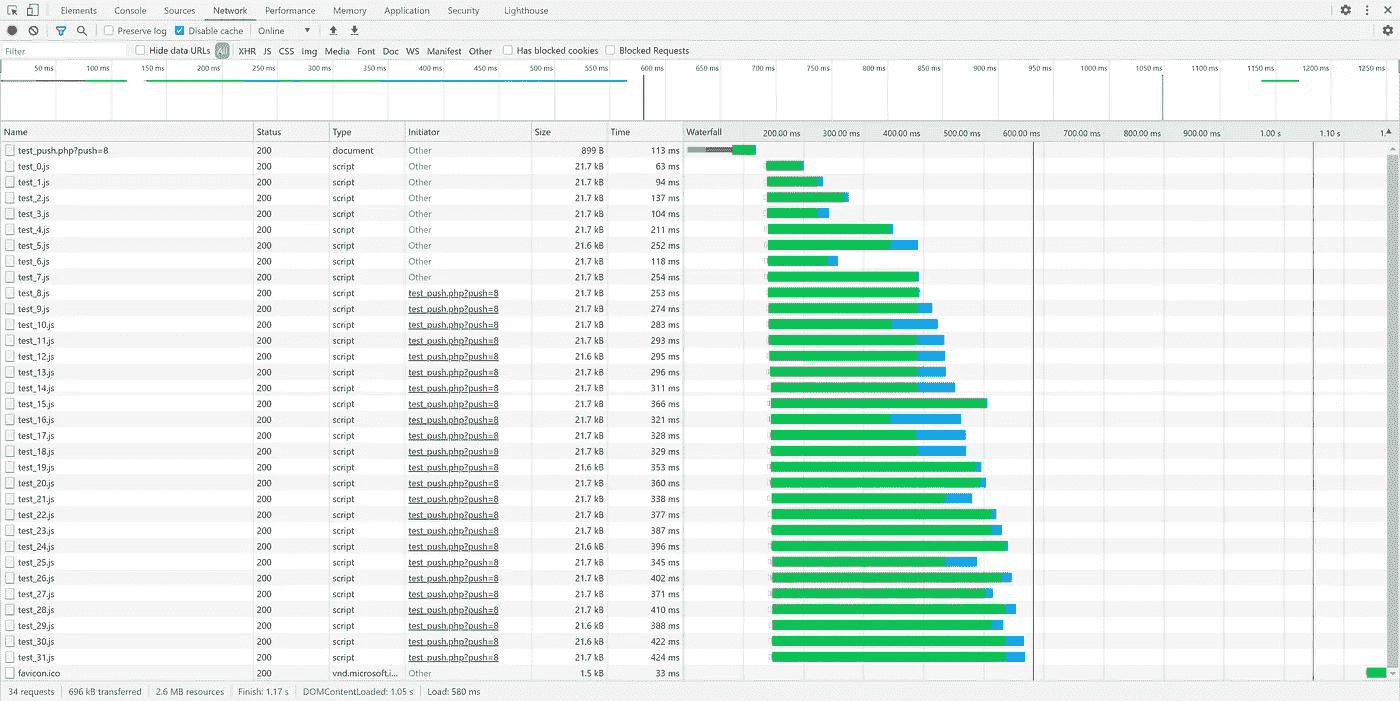 Elements Console Sources Network Performance Memory Application Security Lighthouse
Preserve log Disable cache Online
Filter Hide data URLs All XHR JS CSS Img Media Font Doc WS Manifest Other Has blocked cookies Blocked Requests
50 ms 100 ms 150 ms 200 ms 250 ms 300 ms 350 ms 400 ms 450 ms 500 ms 550 ms 600 ms 650 ms 700 ms 750 ms 800 ms 850 ms 900 ms 950 ms 1000 ms 1050 ms 1100 ms 1150 ms 1200 ms 1250 ms
Name Status Type Initiator Size Time Waterfall 200.00 ms 300.00 ms 400.00 ms 500.00 ms 600.00 ms 700.00 ms 800.00 ms 900.00 ms 1.00 s 1.10 s 1.
test_push.php?push=8 200 document Other 899 B 113 ms
test_0.js 200 script Other 21.7 kB 63 ms
test_1.js 200 script Other 21.7 kB 94 ms
test_2.js 200 script Other 21.7 kB 137 ms
test_3.js 200 script Other 21.7 kB 104 ms
test_4.js 200 script Other 21.7 kB 211 ms
test_5.js 200 script Other 21.6 kB 252 ms
test_6.js 200 script Other 21.7 kB 118 ms
test_7.js 200 script Other 21.7 kB 254 ms
test_8.js 200 script test_push.php?push=8 21.7 kB 253 ms
test_9.js 200 script test_push.php?push=8 21.7 kB 274 ms
test_10.js 200 script test_push.php?push=8 21.7 kB 283 ms
test_11.js 200 script test_push.php?push=8 21.7 kB 293 ms
test_12.js 200 script test_push.php?push=8 21.6 kB 295 ms
test_13.js 200 script test_push.php?push=8 21.7 kB 296 ms
test_14.js 200 script test_push.php?push=8 21.7 kB 311 ms
test_15.js 200 script test_push.php?push=8 21.7 kB 366 ms
test_16.js 200 script test_push.php?push=8 21.7 kB 321 ms
test_17.js 200 script test_push.php?push=8 21.7 kB 328 ms
test_18.js 200 script test_push.php?push=8 21.7 kB 329 ms
test_19.js 200 script test_push.php?push=8 21.6 kB 353 ms
test_20.js 200 script test_push.php?push=8 21.7 kB 360 ms
test_21.js 200 script test_push.php?push=8 21.7 kB 338 ms
test_22.js 200 script test_push.php?push=8 21.7 kB 377 ms
test_23.js 200 script test_push.php?push=8 21.7 kB 387 ms
test_24.js 200 script test_push.php?push=8 21.6 kB 396 ms
test_25.js 200 script test_push.php?push=8 21.7 kB 345 ms
test_26.js 200 script test_push.php?push=8 21.7 kB 402 ms
test_27.js 200 script test_push.php?push=8 21.7 kB 371 ms
test_28.js 200 script test_push.php?push=8 21.7 kB 410 ms
test_29.js 200 script test_push.php?push=8 21.6 kB 388 ms
test_30.js 200 script test_push.php?push=8 21.6 kB 422 ms
test_31.js 200 script test_push.php?push=8 21.7 kB 424 ms
favicon.ico 200 vnd.microsoft.i... Other 1.5 kB 33 ms
34 requests 696 kB transferred 2.6 MB resources Finish: 1.17 s DOMContentLoaded: 1.05 s Load: 580 ms